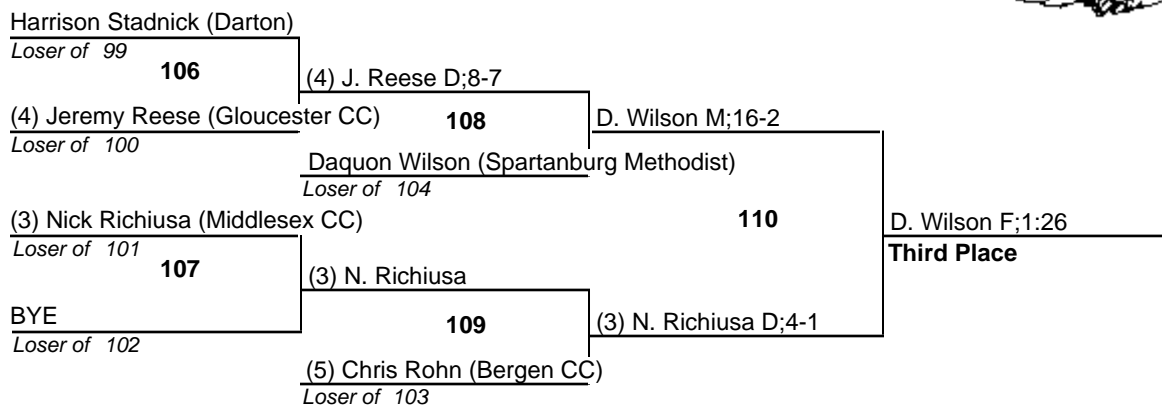 Harrison Stadnick (Darton)
Loser of 99
106
(4) J. Reese D;8-7
(4) Jeremy Reese (Gloucester CC)
108
D. Wilson M;16-2
Loser of 100
Daquon Wilson (Spartanburg Methodist)
Loser of 104
(3) Nick Richiusa (Middlesex CC)
110
D. Wilson F;1:26
Loser of 101
Third Place
107
(3) N. Richiusa
BYE
109
(3) N. Richiusa D;4-1
Loser of 102
(5) Chris Rohn (Bergen CC)
Loser of 103